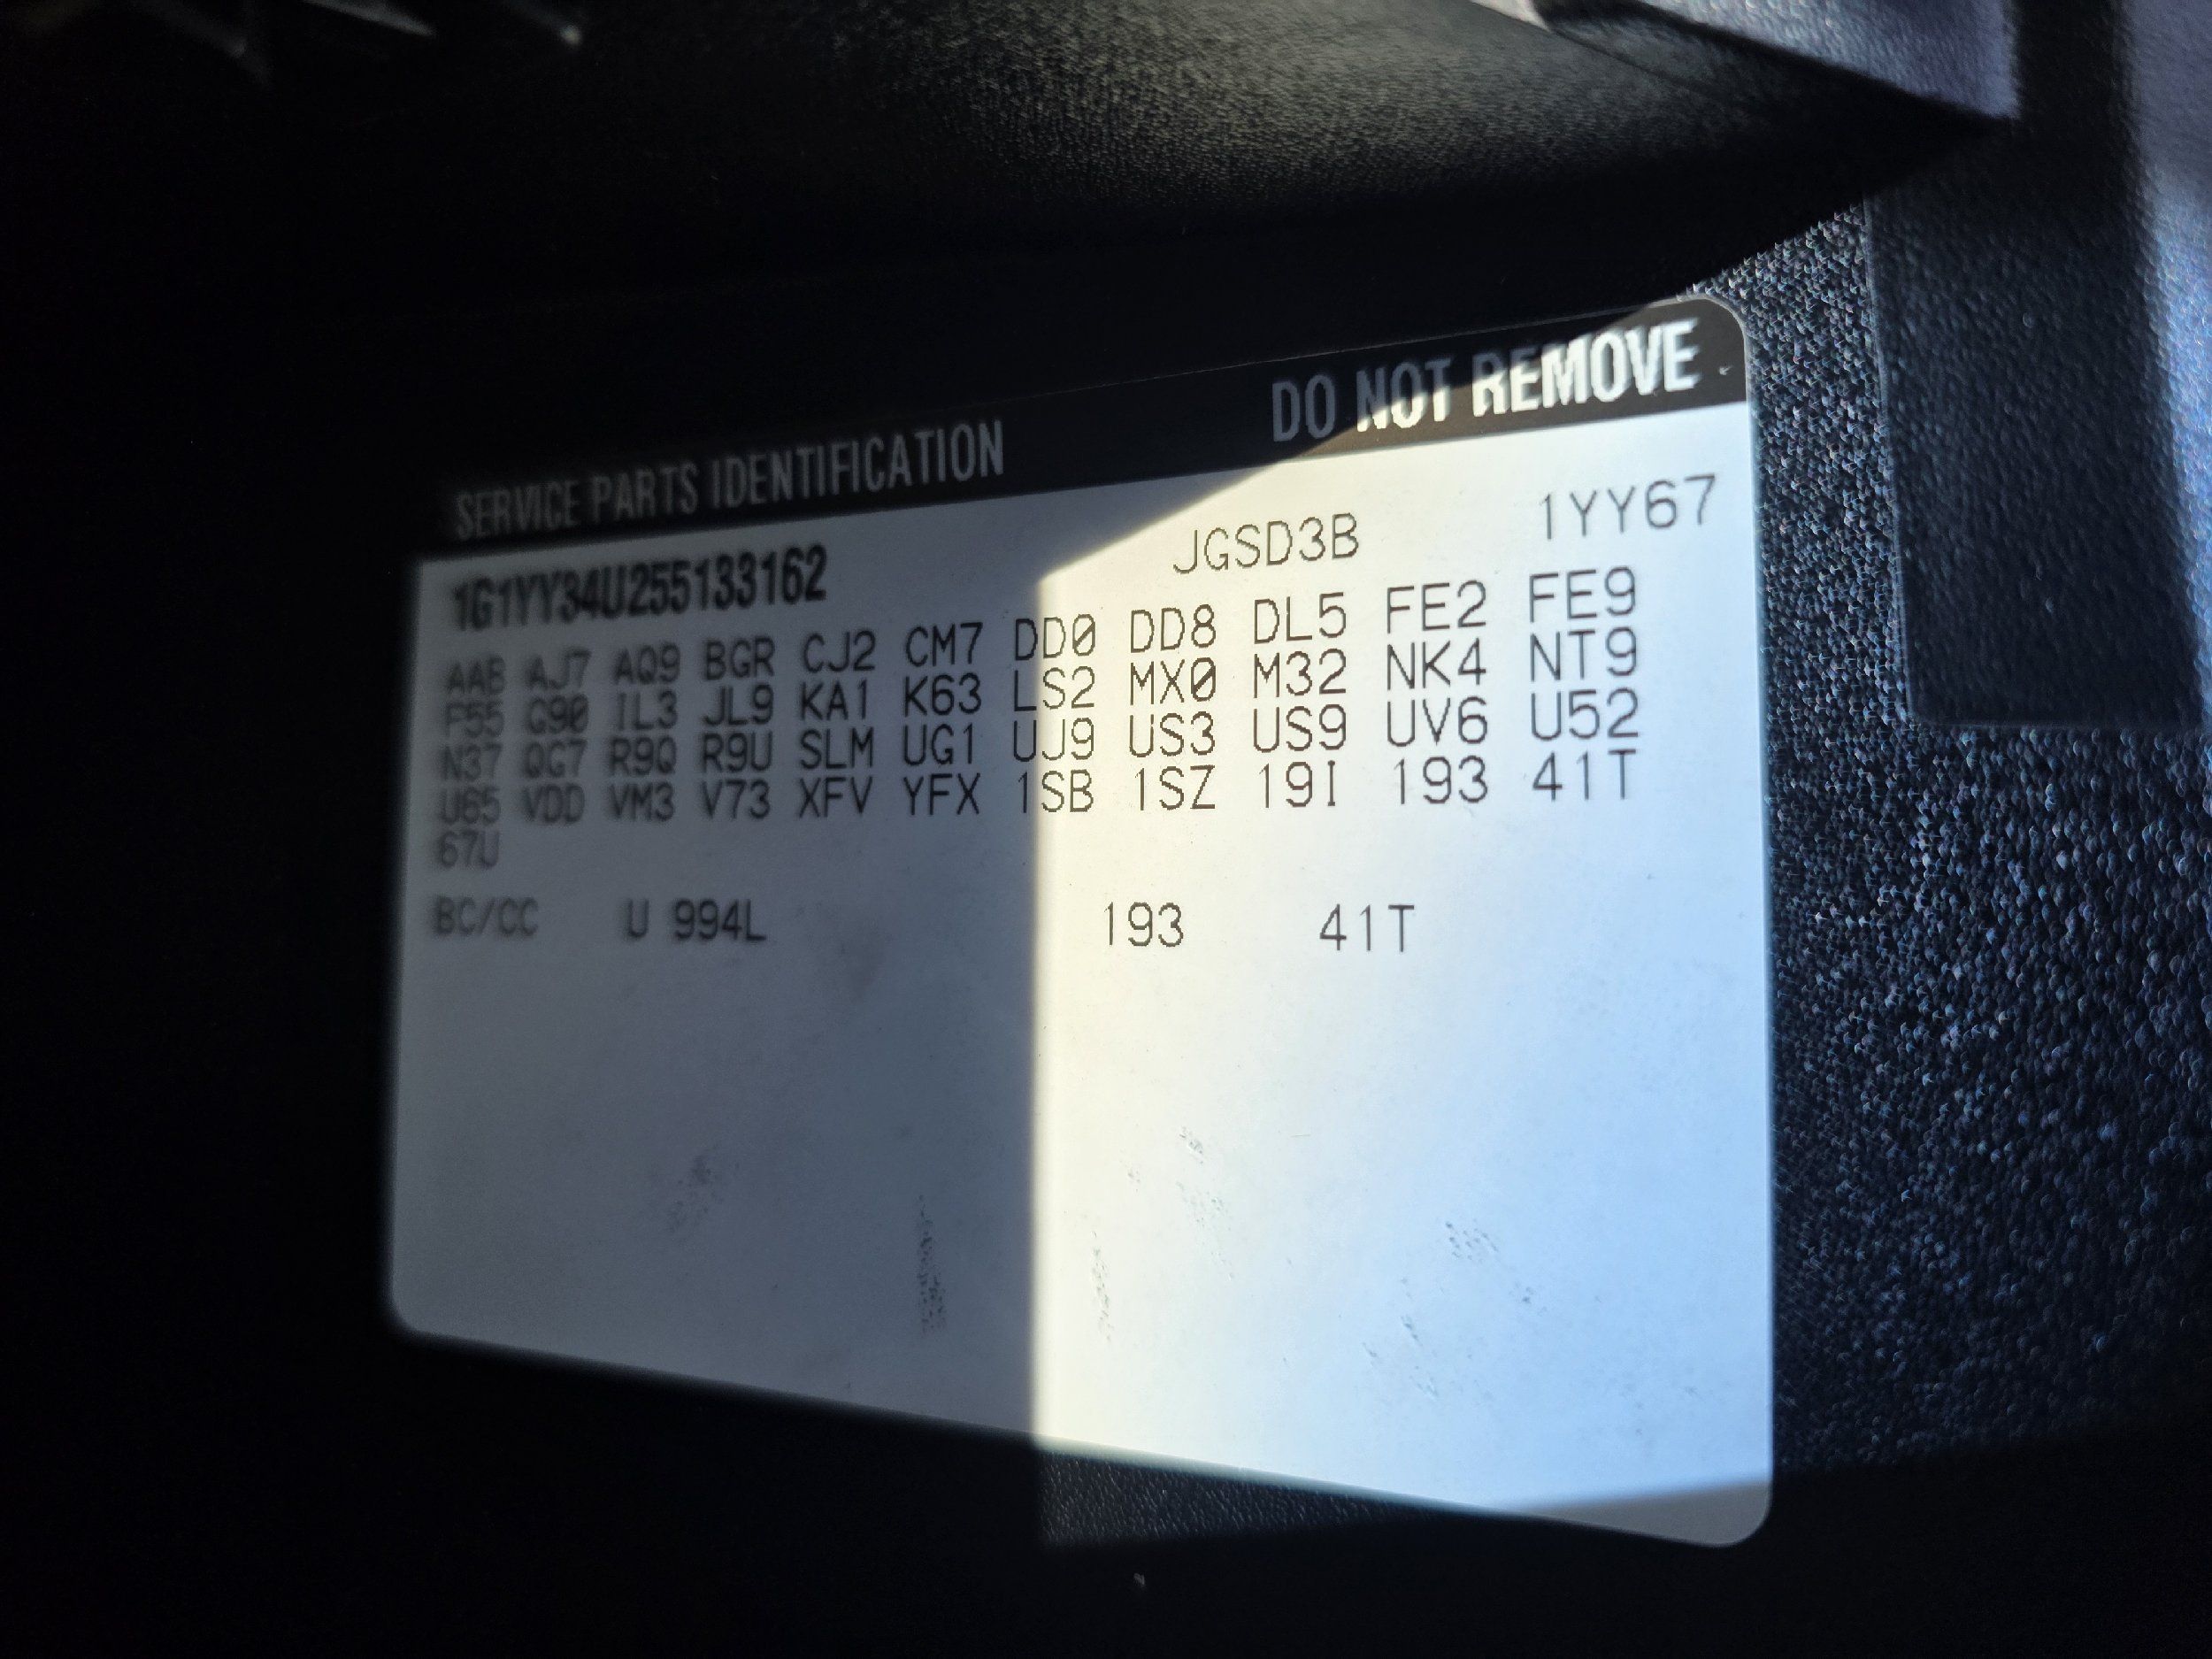 SERVICE PARTS IDENTIFICATION DO NOT REMOVE
1G1YY34U255133162 JGSD3B 1YY67
AAB AJ7 AQ9 BGR CJ2 CM7 DD0 DD8 DL5 FE2 FE9
F55 G90 IL3 JL9 KA1 K63 LS2 MX0 M32 NK4 NT9
N37 QG7 R9Q R9U SLM UG1 UJ9 US3 US9 UV6 U52
U65 VDD VM3 V73 XFV YFX 1SB 1SZ 19I 193 41T
67U
BC/CC U 994L 193 41T